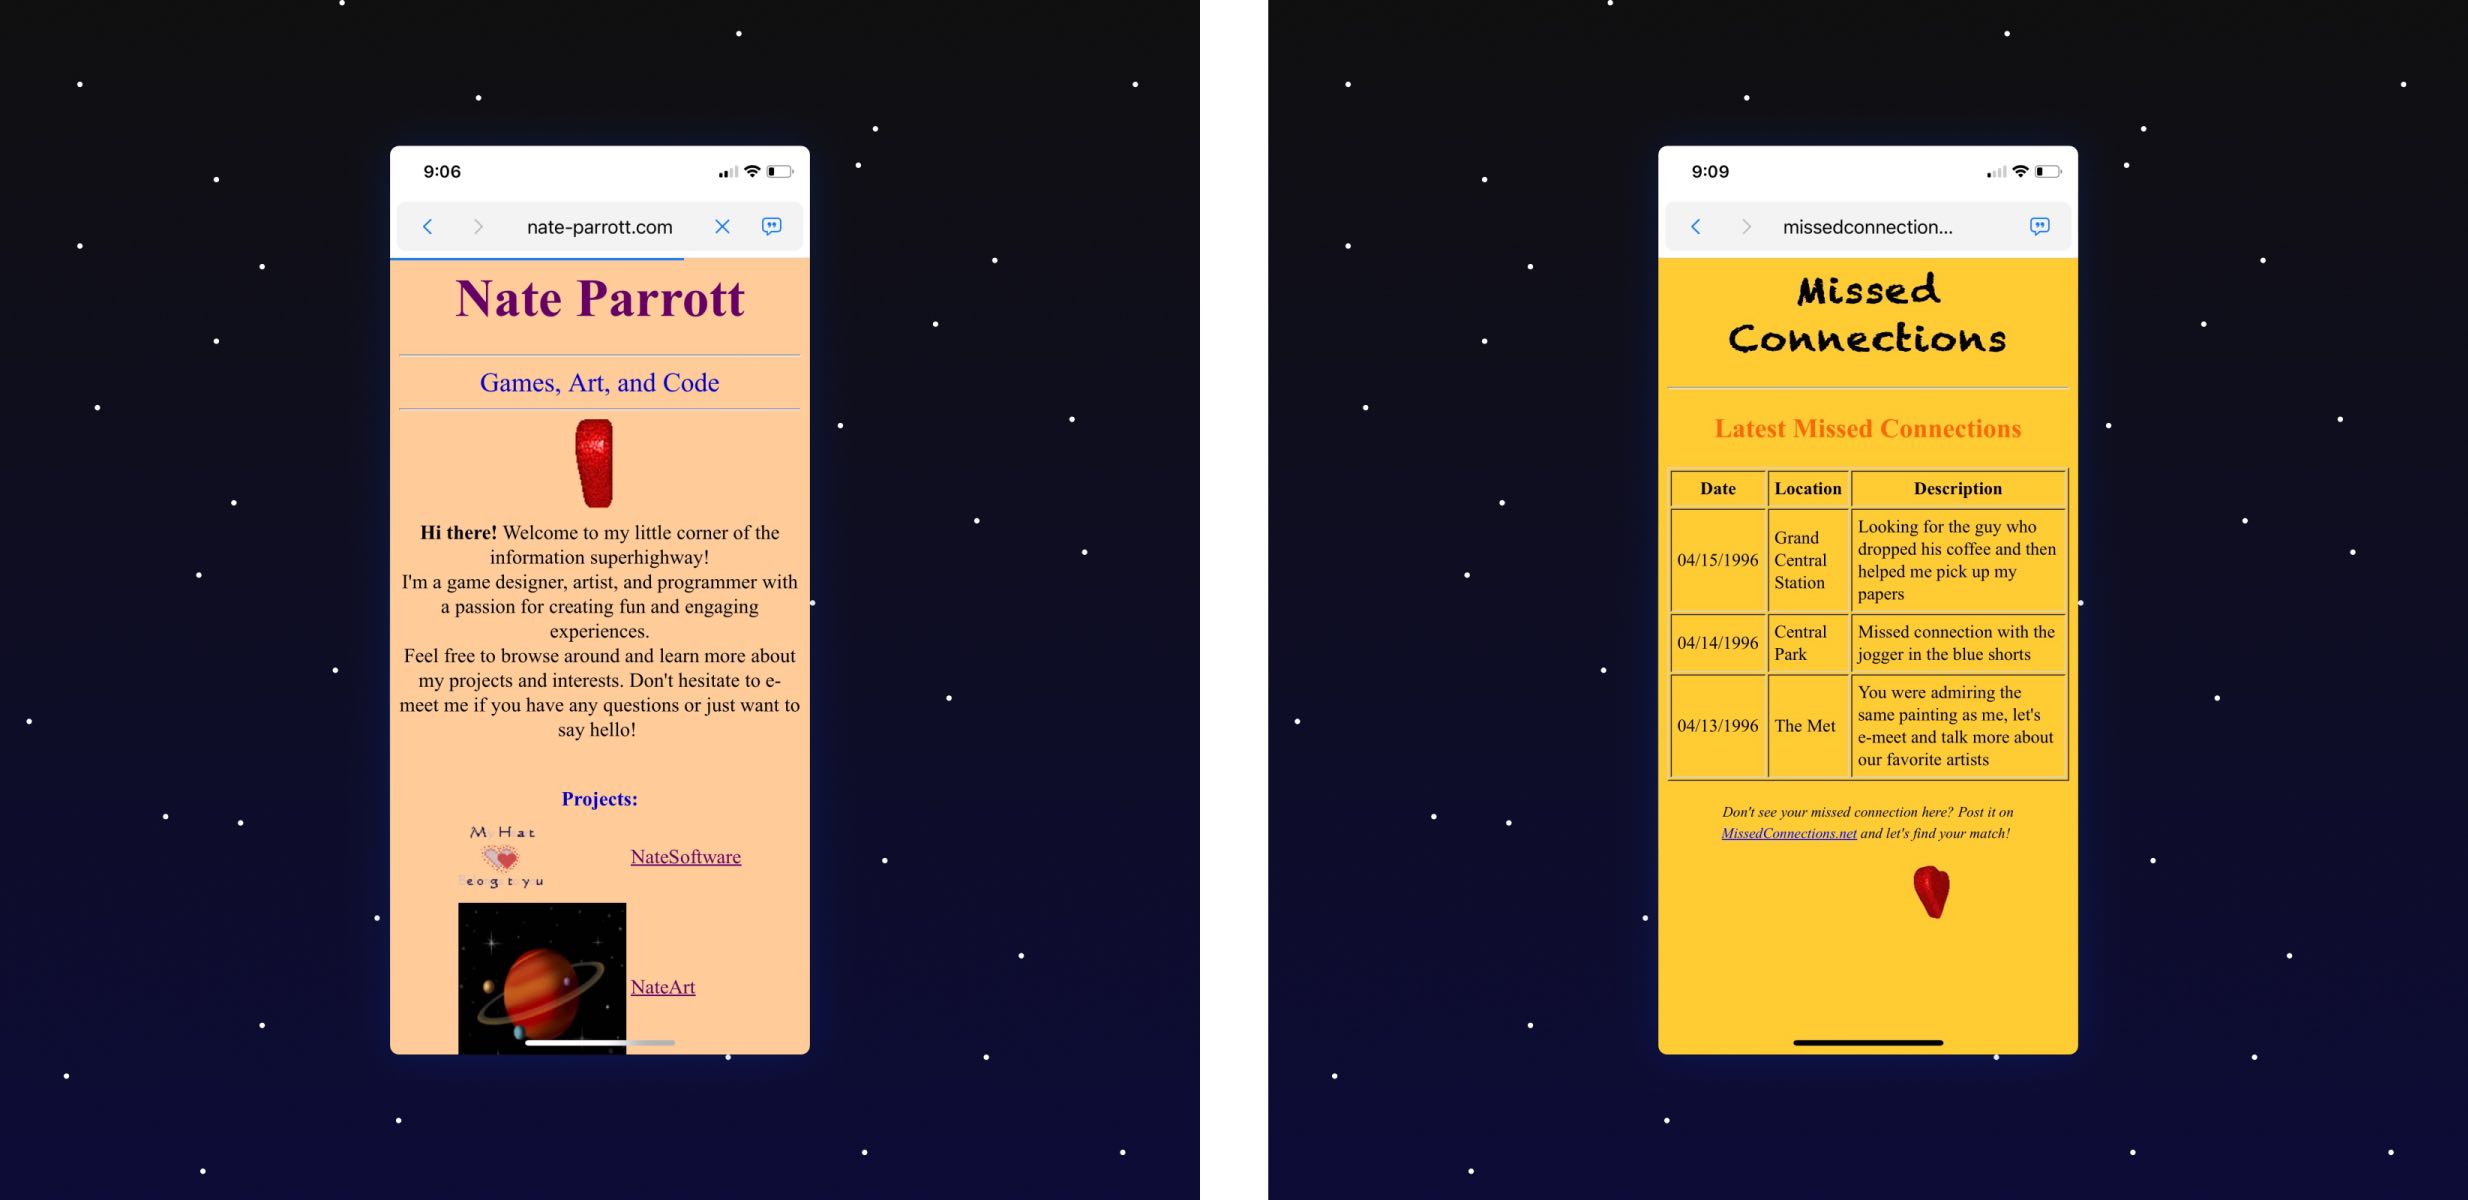 9:06
nate-parrott.com
Nate Parrott
Games, Art, and Code
Hi there! Welcome to my little corner of the
information superhighway!
I'm a game designer, artist, and programmer with
a passion for creating fun and engaging
experiences.
Feel free to browse around and learn more about
my projects and interests. Don't hesitate to e-
meet me if you have any questions or just want to
say hello!
Projects:
M Hat
eog t yu
NateSoftware
NateArt
9:09
missedconnection...
Missed
Connections
Latest Missed Connections
Date Location Description
04/15/1996
Grand
Central
Station
Looking for the guy who
dropped his coffee and then
helped me pick up my
papers
04/14/1996
Central
Park
Missed connection with the
jogger in the blue shorts
04/13/1996
The Met
You were admiring the
same painting as me, let's
e-meet and talk more about
our favorite artists
Don't see your missed connection here? Post it on
MissedConnections.net and let's find your match!